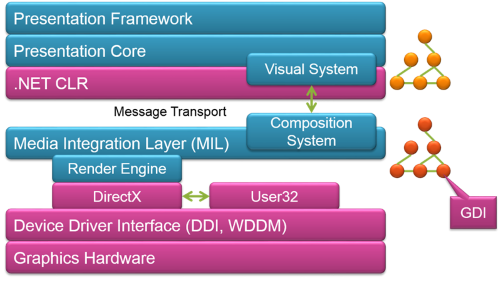 Presentation Framework
Presentation Core
Visual System
.NET CLR
Message Transport
Composition
System
Media Integration Layer (MIL)
Render Engine
DirectX
User32
GDI
Device Driver Interface (DDI, WDDM)
Graphics Hardware